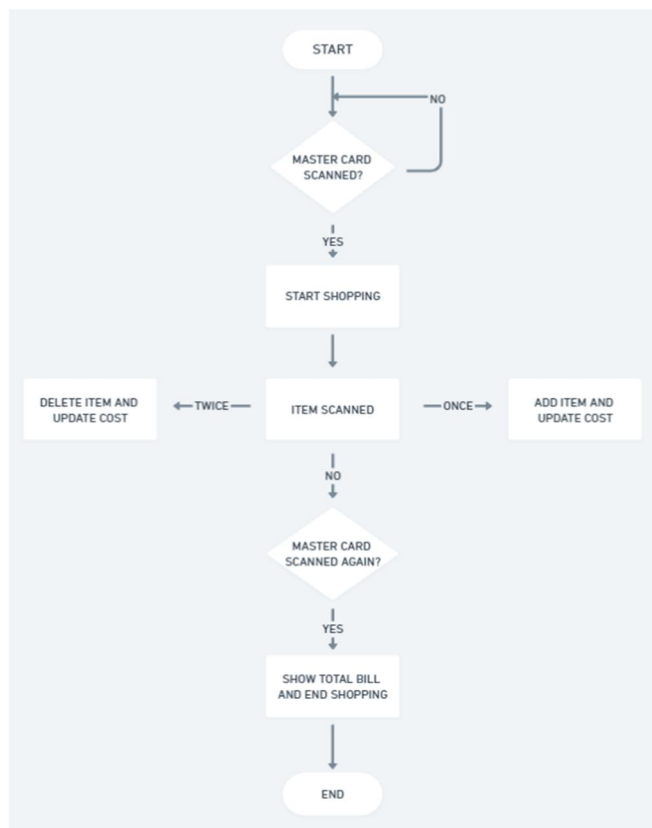 START
NO
MASTER CARD
SCANNED?
YES
START SHOPPING
DELETE ITEM AND
UPDATE COST
TWICE
ITEM SCANNED
ONCE
ADD ITEM AND
UPDATE COST
NO
MASTER CARD
SCANNED AGAIN?
YES
SHOW TOTAL BILL
AND END SHOPPING
END